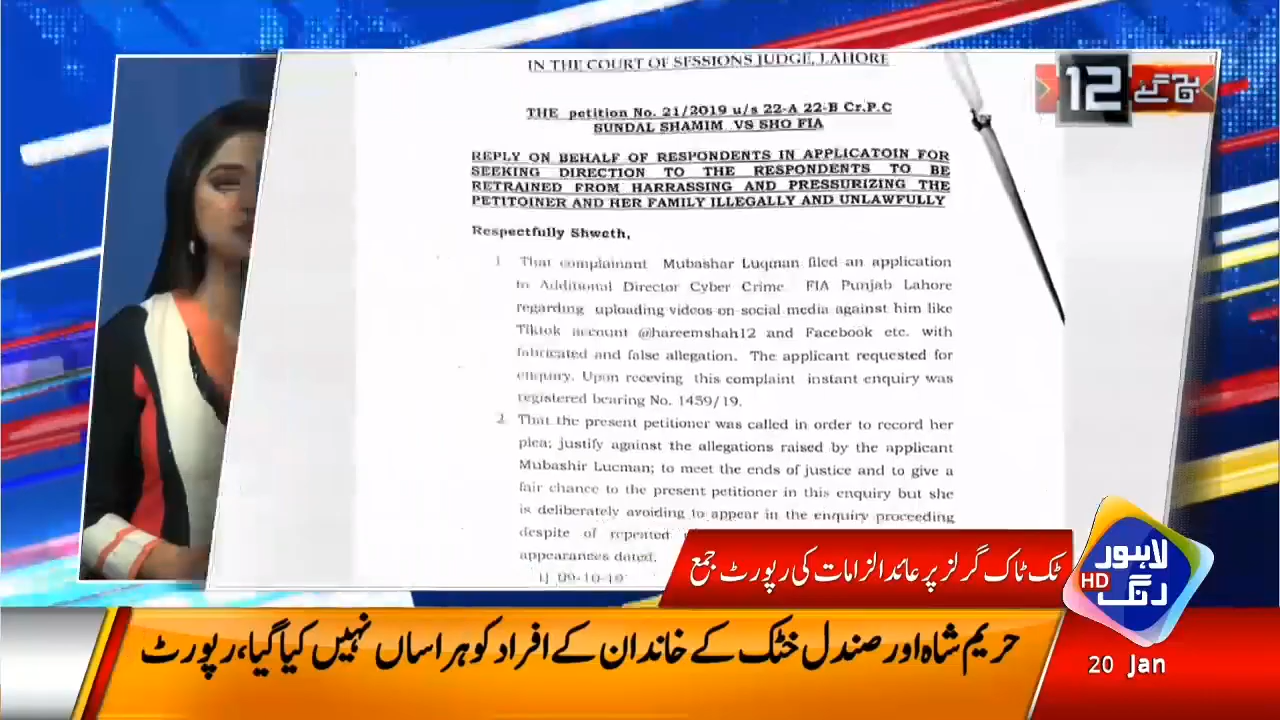 IN THE COURT OF SESSIONS JUDGE, LAHORE
THE petition No. 21/2019 u/s 22-A 22-B Cr.P.C
SUNDAL SHAMIM VS SHO FIA
REPLY ON BEHALF OF RESPONDENTS IN APPLICATOIN FOR
SEEKING DIRECTION TO THE RESPONDENTS TO BE
RETRAINED FROM HARRASSING AND PRESSURIZING THE
PETITOINER AND HER FAMILY ILLEGALLY AND UNLAWFULLY
Respectfully Shweth,
1 That complainant Mubashar Luqman filed an application
to Additional Director Cyber Crime FIA Punjab Lahore
regarding uploading videos on social media against him like
Tiktok account @hareemshah12 and Facebook etc. with
fabricated and false allegation. The applicant requested for
enquiry. Upon receving this complaint instant enquiry was
registered bearing No. 1459/19.
2 That the present petitioner was called in order to record her
plea; justify against the allegations raised by the applicant
Mubashir Lucman; to meet the ends of justice and to give a
fair chance to the present petitioner in this enquiry but she
is deliberately avoiding to appear in the enquiry proceeding
despite of repeated
appearances dated.
1) 09-10-19
12 بج گئے
ٹک ٹاک گرلز پر عائد الزامات کی رپورٹ جمع
لاہور
رنگ
HD
حریم شاہ اور صندل خٹک کے خاندان کے افراد کو ہراساں نہیں کیا گیا، رپورٹ
20 Jan